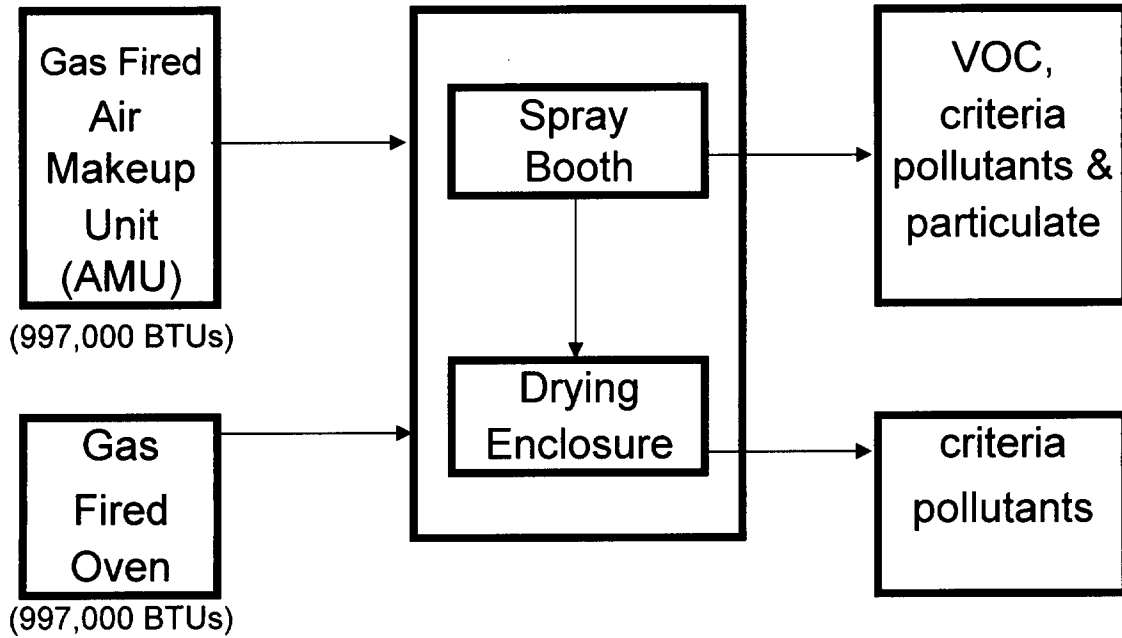 Gas Fired
Air
Makeup
Unit
(AMU)
(997,000 BTUs)
Gas
Fired
Oven
(997,000 BTUs)
Spray
Booth
Drying
Enclosure
VOC,
criteria
pollutants &
particulate
criteria
pollutants